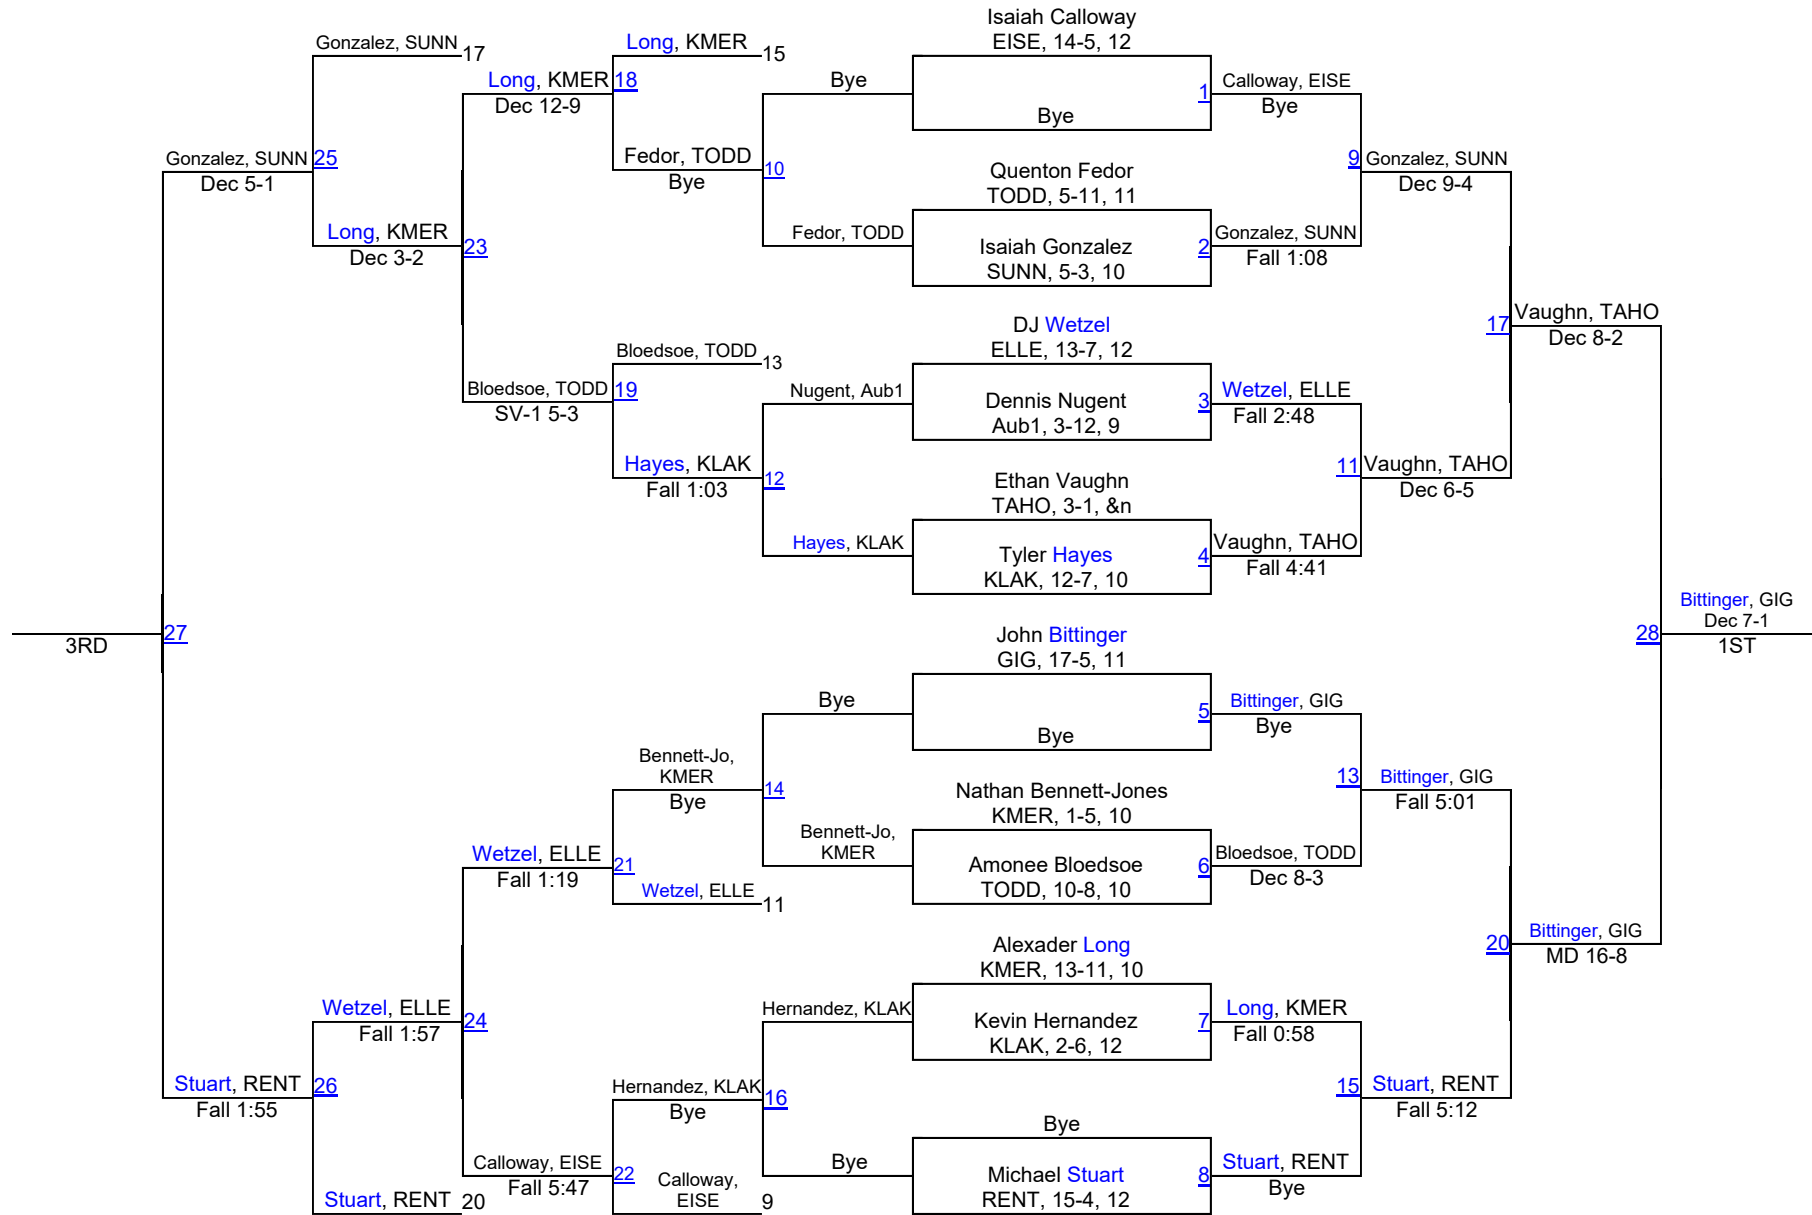 Isaiah Calloway
EISE, 14-5, 12
Gonzalez, SUNN
17
Long, KMER
15
Long, KMER
18
Dec 12-9
Bye
1
Calloway, EISE
Bye
Bye
Gonzalez, SUNN
25
Dec 5-1
Fedor, TODD
10
Bye
Quenton Fedor
TODD, 5-11, 11
9
Gonzalez, SUNN
Dec 9-4
Long, KMER
23
Dec 3-2
Fedor, TODD
Isaiah Gonzalez
SUNN, 5-3, 10
2
Gonzalez, SUNN
Fall 1:08
DJ Wetzel
ELLE, 13-7, 12
17
Vaughn, TAHO
Dec 8-2
Bloedsoe, TODD
13
Bloedsoe, TODD
19
SV-1 5-3
Nugent, Aub1
Dennis Nugent
Aub1, 3-12, 9
3
Wetzel, ELLE
Fall 2:48
Hayes, KLAK
12
Fall 1:03
Ethan Vaughn
TAHO, 3-1, &n
11
Vaughn, TAHO
Dec 6-5
Hayes, KLAK
Tyler Hayes
KLAK, 12-7, 10
4
Vaughn, TAHO
Fall 4:41
27
3RD
John Bittinger
GIG, 17-5, 11
28
Bittinger, GIG
Dec 7-1
1ST
Bye
5
Bittinger, GIG
Bye
Bye
Bennett-Jo,
KMER
Bye
14
Nathan Bennett-Jones
KMER, 1-5, 10
13
Bittinger, GIG
Fall 5:01
Wetzel, ELLE
21
Fall 1:19
Bennett-Jo,
KMER
Amonee Bloedsoe
TODD, 10-8, 10
6
Bloedsoe, TODD
Dec 8-3
Wetzel, ELLE
11
Alexader Long
KMER, 13-11, 10
20
Bittinger, GIG
MD 16-8
Wetzel, ELLE
24
Fall 1:57
Hernandez, KLAK
Kevin Hernandez
KLAK, 2-6, 12
7
Long, KMER
Fall 0:58
Stuart, RENT
26
Fall 1:55
Hernandez, KLAK
16
Bye
Bye
15
Stuart, RENT
Fall 5:12
Calloway, EISE
22
Fall 5:47
Bye
Michael Stuart
RENT, 15-4, 12
8
Stuart, RENT
Bye
Stuart, RENT
20
Calloway,
EISE
9